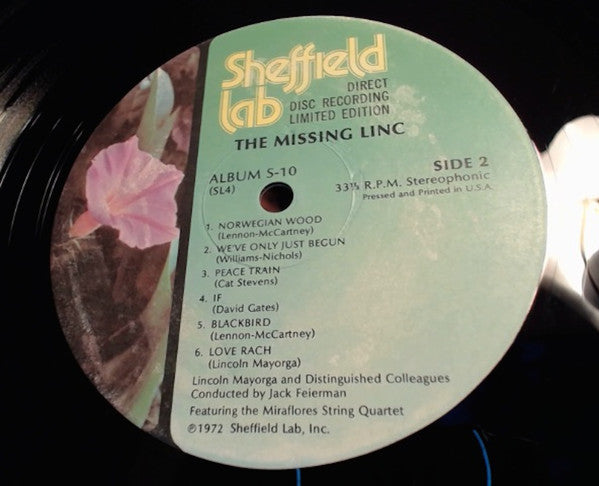 Sheffield
lab
DIRECT
DISC RECORDING
LIMITED EDITION
THE MISSING LINC
ALBUM S-10
(SL4)
SIDE 2
33⅓ R.P.M. Stereophonic
Pressed and Printed in U.S.A.
1. NORWEGIAN WOOD
(Lennon-McCartney)
2. WE'VE ONLY JUST BEGUN
(Williams-Nichols)
3. PEACE TRAIN
(Cat Stevens)
4. IF
(David Gates)
5. BLACKBIRD
(Lennon-McCartney)
6. LOVE RACH
(Lincoln Mayorga)
Lincoln Mayorga and Distinguished Colleagues
Conducted by Jack Feierman
Featuring the Miraflores String Quartet
℗1972 Sheffield Lab, Inc.